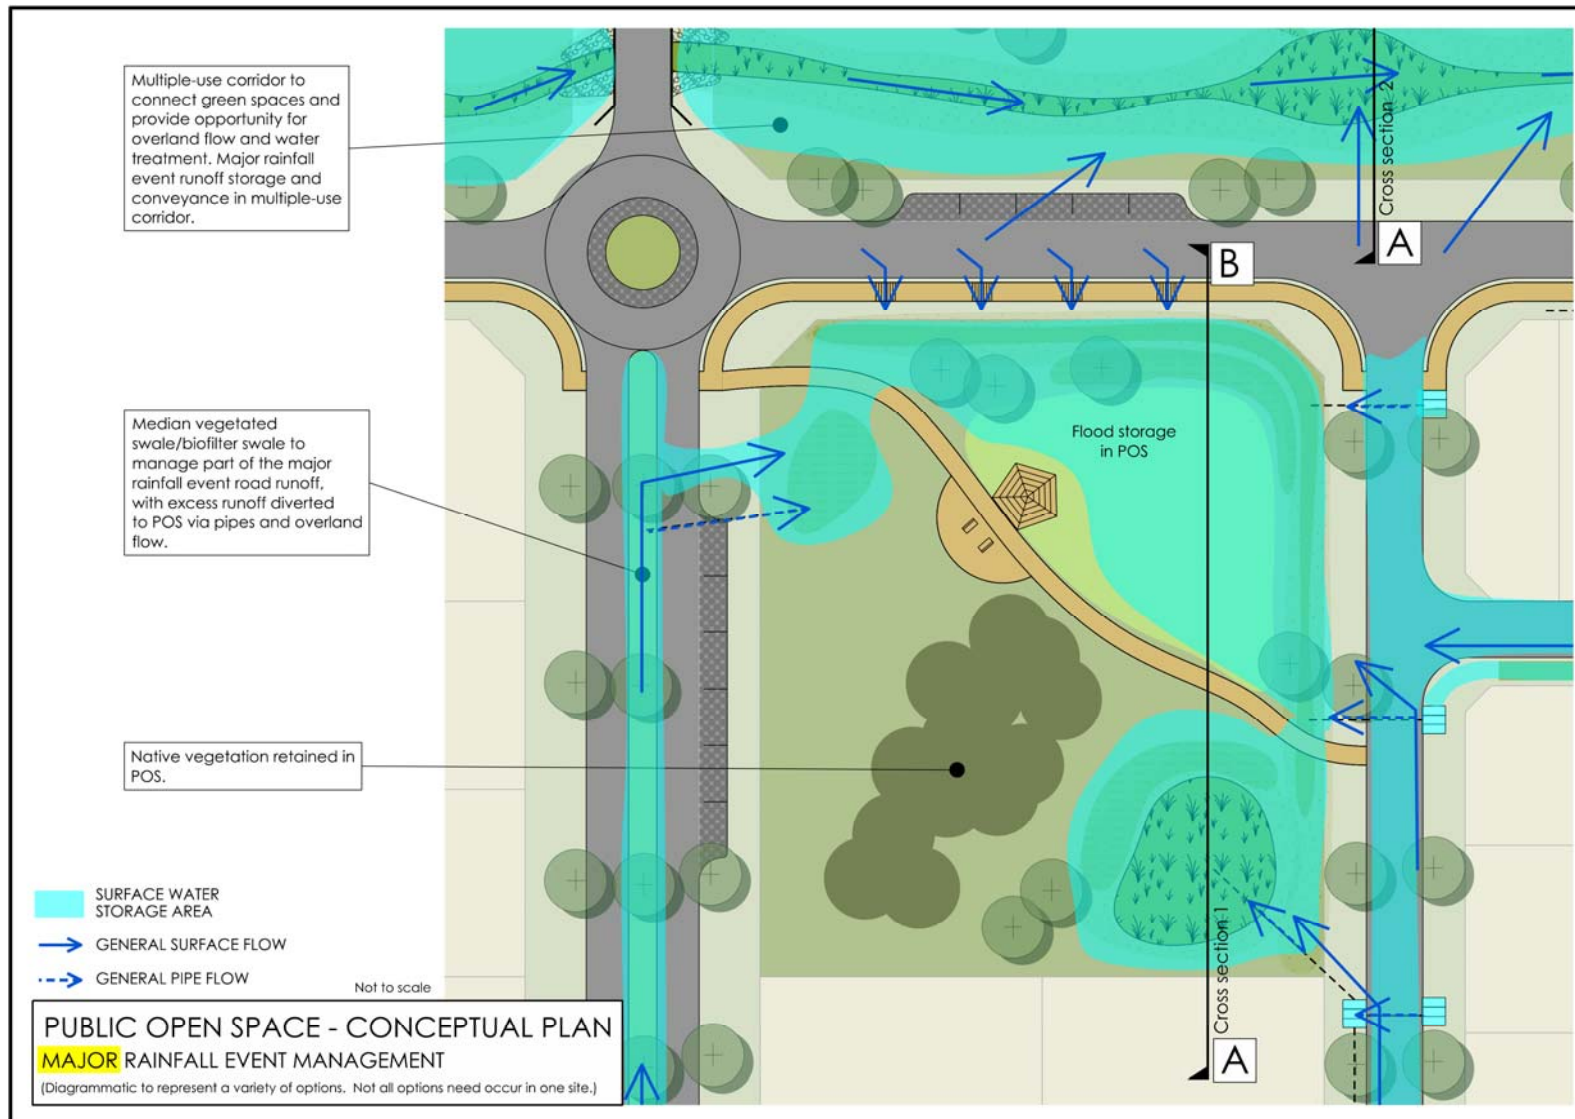 Multiple-use corridor to
connect green spaces and
provide opportunity for
overland flow and water
treatment. Major rainfall
event runoff storage and
conveyance in multiple-use
corridor.
Cross section 2
A
B
Flood storage
in POS
Median vegetated
swale/biofilter swale to
manage part of the major
rainfall event road runoff,
with excess runoff diverted
to POS via pipes and overland
flow.
Native vegetation retained in
POS.
Cross section 1
A
SURFACE WATER
STORAGE AREA
GENERAL SURFACE FLOW
GENERAL PIPE FLOW
Not to scale
PUBLIC OPEN SPACE - CONCEPTUAL PLAN
MAJOR RAINFALL EVENT MANAGEMENT
(Diagrammatic to represent a variety of options. Not all options need occur in one site.)